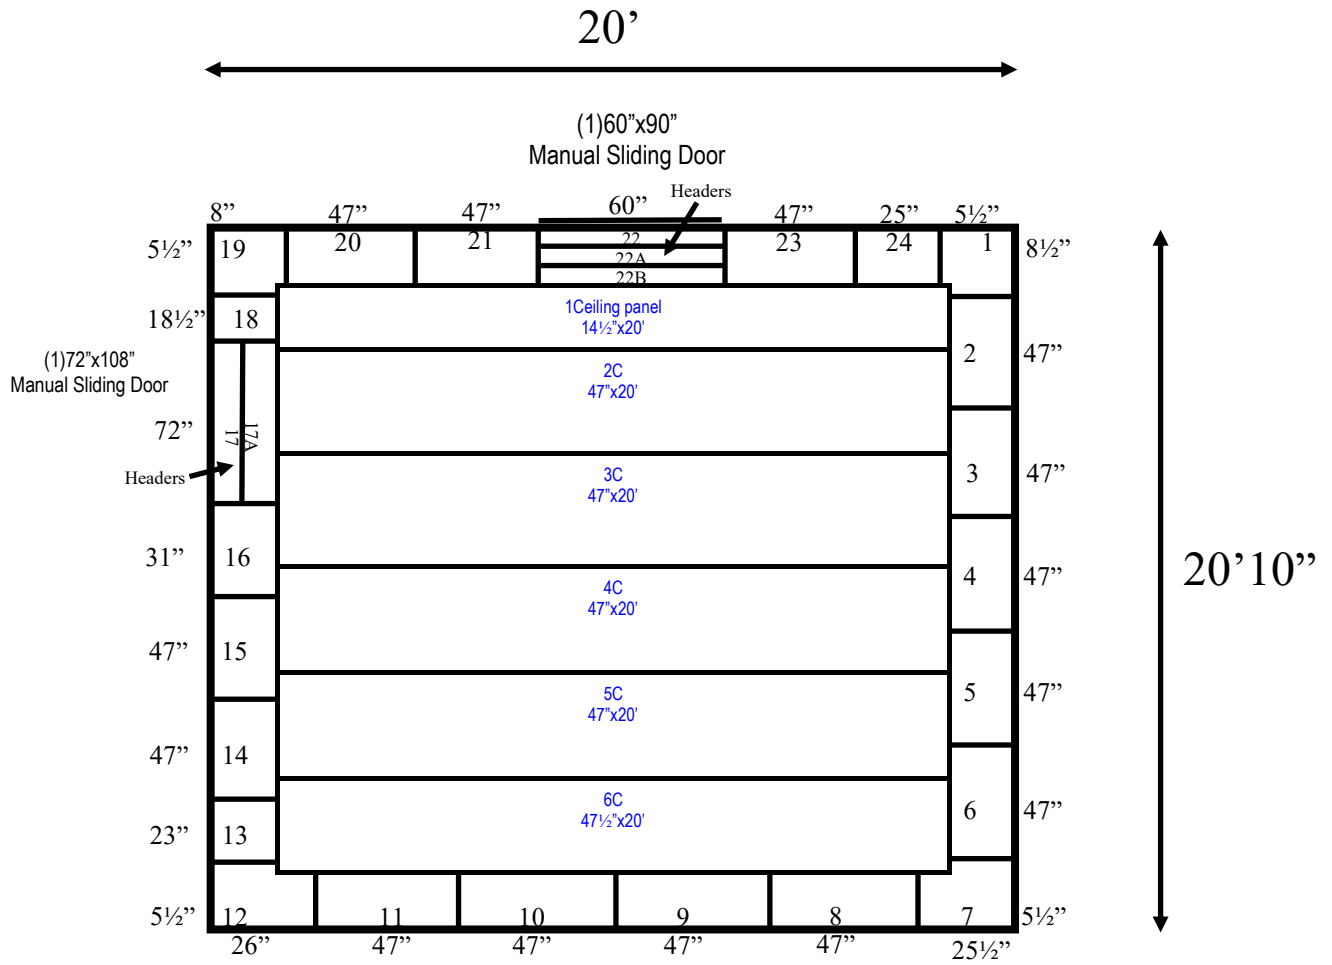 20’
(1)60”x90”
Manual Sliding Door
Headers
8” 47” 47” 60” 47” 25” 5½”
5½” 19 20 21 22 23 24 1 8½”
22A
22B
18½” 18
1Ceiling panel
14½”x20’
2 47”
(1)72”x108”
Manual Sliding Door
2C
47”x20’
72” 17 17A
Headers
3C
47”x20’
3 47”
20’10”
31” 16
4C
47”x20’
4 47”
47” 15
5C
47”x20’
5 47”
47” 14
6C
47½”x20’
6 47”
23” 13
5½” 12 11 10 9 8 7 5½”
26” 47” 47” 47” 47” 25½”